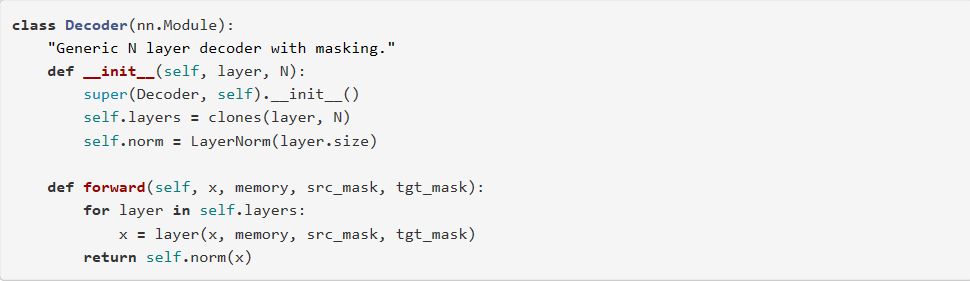 class Decoder(nn.Module):
    "Generic N layer decoder with masking."
    def __init__(self, layer, N):
        super(Decoder, self).__init__()
        self.layers = clones(layer, N)
        self.norm = LayerNorm(layer.size)

    def forward(self, x, memory, src_mask, tgt_mask):
        for layer in self.layers:
            x = layer(x, memory, src_mask, tgt_mask)
        return self.norm(x)